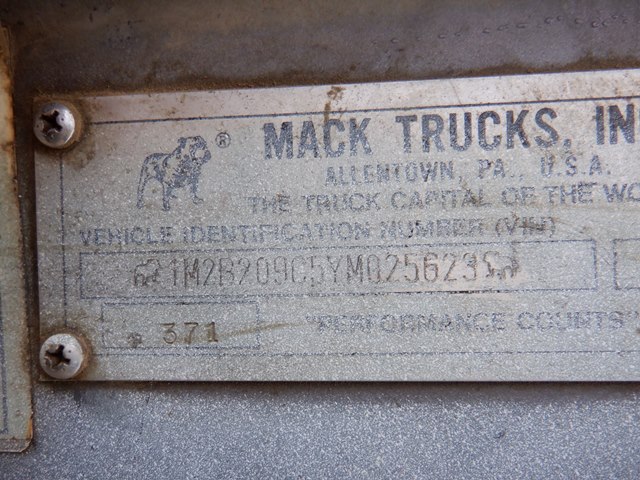 MACK TRUCKS, IN
®
ALLENTOWN, PA., U.S.A.
THE TRUCK CAPITAL OF THE WO
VEHICLE IDENTIFICATION NUMBER (VIN)
1M2B209C5YM025623
371
"PERFORMANCE COUNTS"